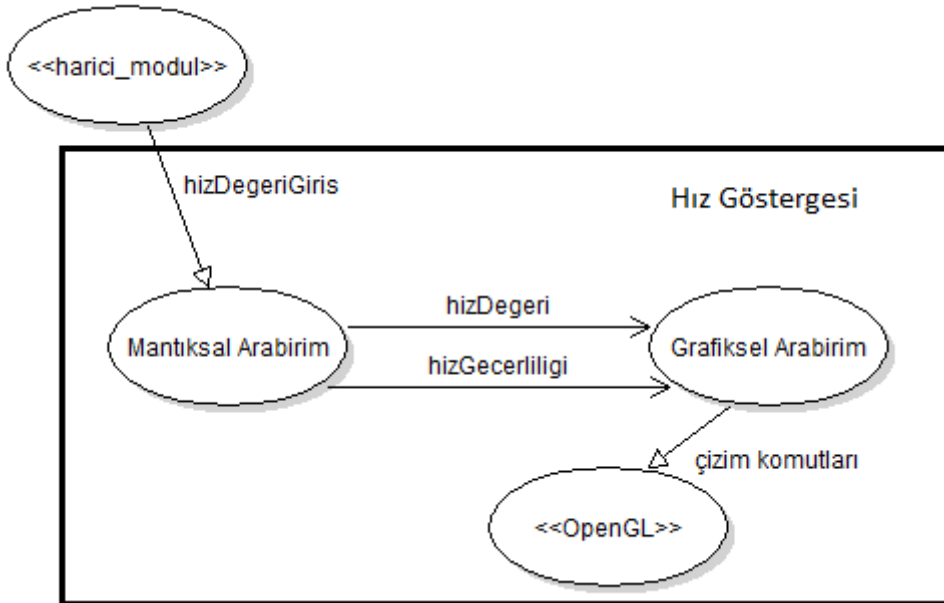 <<harici_modul>>
hizDegeriGiris
Hız Göstergesi
hizDegeri
Mantıksal Arabirim
Grafiksel Arabirim
hizGecerliligi
çizim komutları
<<OpenGL>>